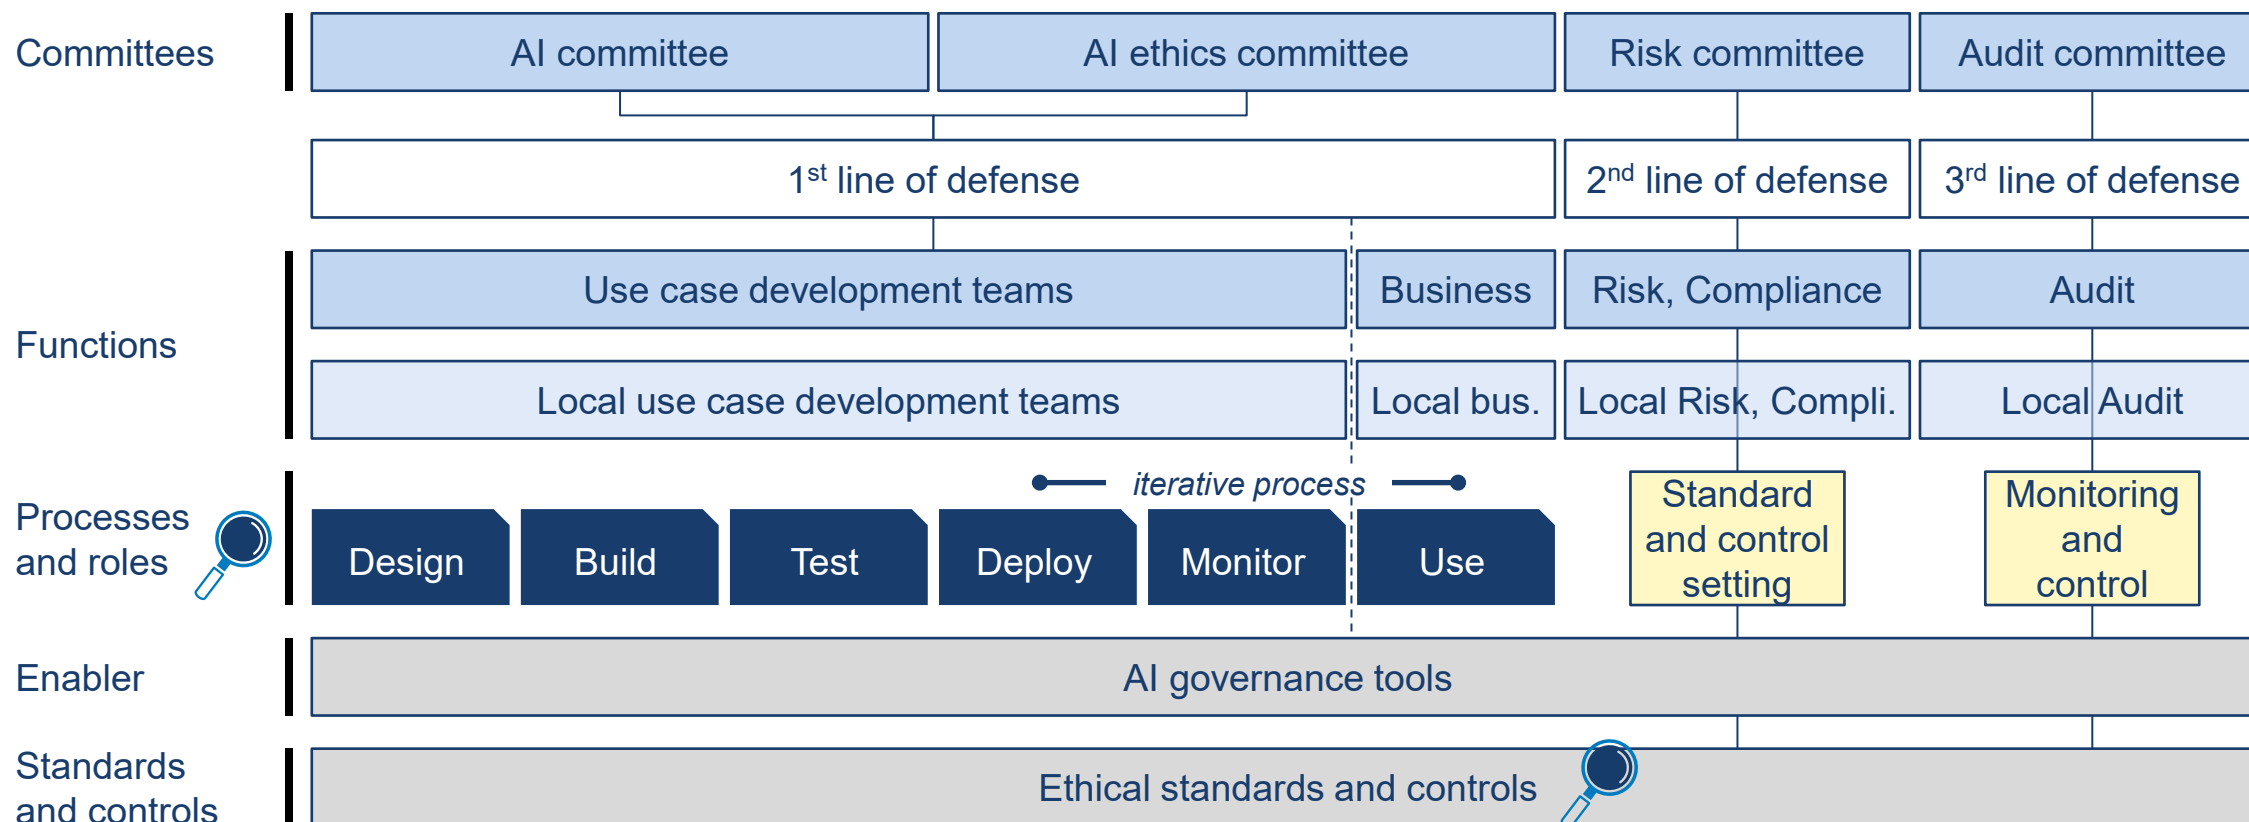 Committees
AI committee
AI ethics committee
Risk committee
Audit committee
1st line of defense
2nd line of defense
3rd line of defense
Functions
Use case development teams
Business
Risk, Compliance
Audit
Local use case development teams
Local bus.
Local Risk, Compli.
Local Audit
Processes
and roles
iterative process
Design
Build
Test
Deploy
Monitor
Use
Standard
and control
setting
Monitoring
and
control
Enabler
AI governance tools
Standards
and controls
Ethical standards and controls